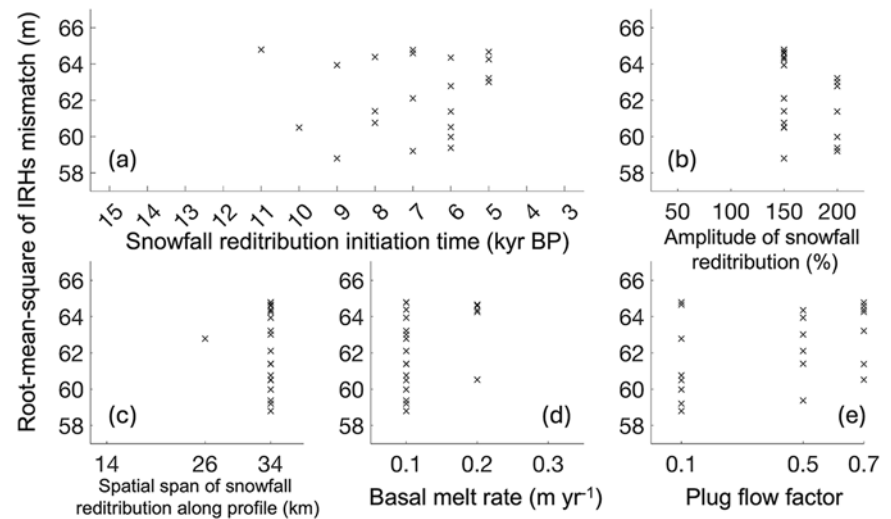 Root-mean-square of IRHs mismatch (m)
66
64
62
60
58
(a)
15 14 13 12 11 10 9 8 7 6 5 4 3
Snowfall reditribution initiation time (kyr BP)
66
64
62
60
58
(b)
50 100 150 200
Amplitude of snowfall
reditribution (%)
66
64
62
60
58
(c)
14 26 34
Spatial span of snowfall
reditribution along profile (km)
66
64
62
60
58
(d)
0.1 0.2 0.3
Basal melt rate (m yr⁻¹)
66
64
62
60
58
(e)
0.1 0.5 0.7
Plug flow factor